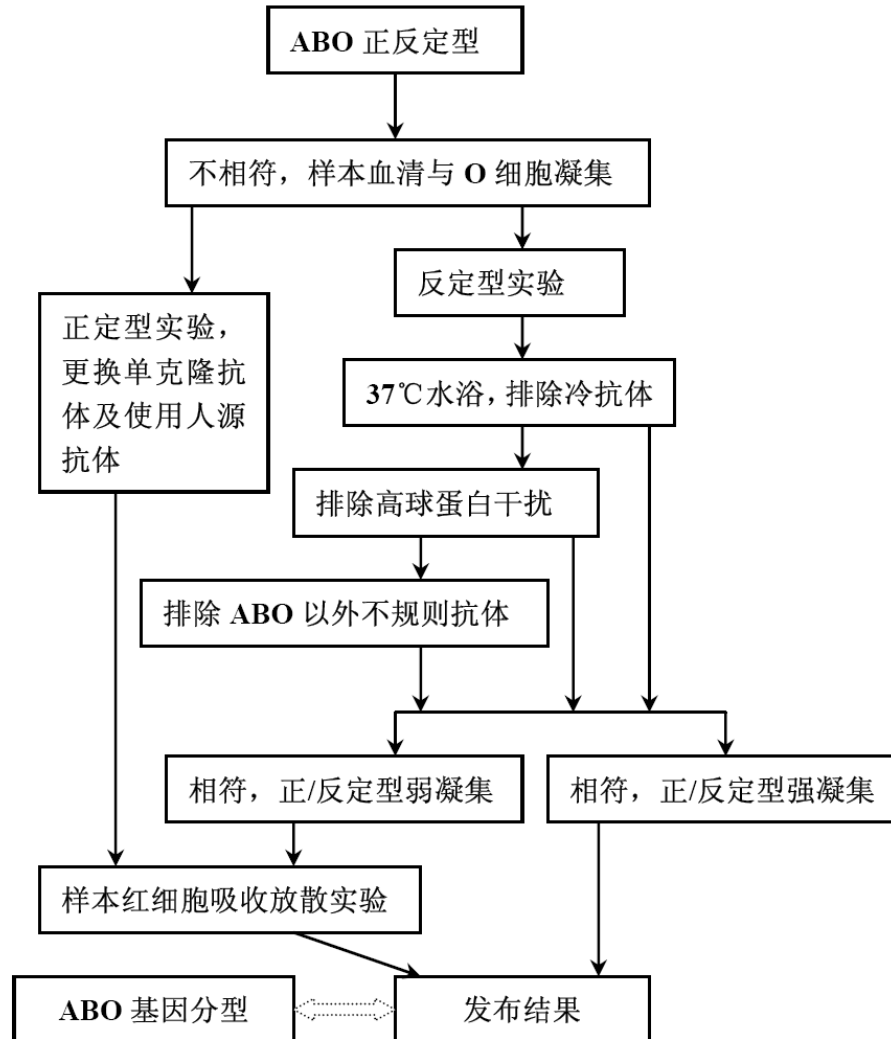 ABO 正反定型
不相符，样本血清与 O 细胞凝集
反定型实验
正定型实验，
更换单克隆抗
体及使用人源
抗体
37℃水浴，排除冷抗体
排除高球蛋白干扰
排除 ABO 以外不规则抗体
相符，正/反定型弱凝集
相符，正/反定型强凝集
样本红细胞吸收放散实验
ABO 基因分型
发布结果